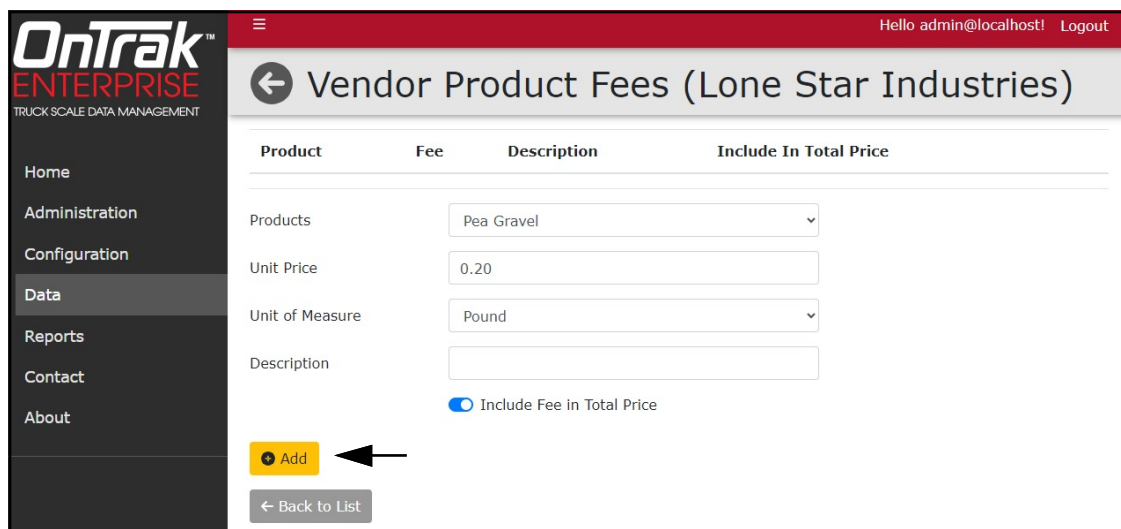 OnTrak™
ENTERPRISE
TRUCK SCALE DATA MANAGEMENT
Home
Administration
Configuration
Data
Reports
Contact
About
Hello admin@localhost! Logout
Vendor Product Fees (Lone Star Industries)
Product Fee Description Include In Total Price
Products Pea Gravel
Unit Price 0.20
Unit of Measure Pound
Description
Include Fee in Total Price
Add
← Back to List